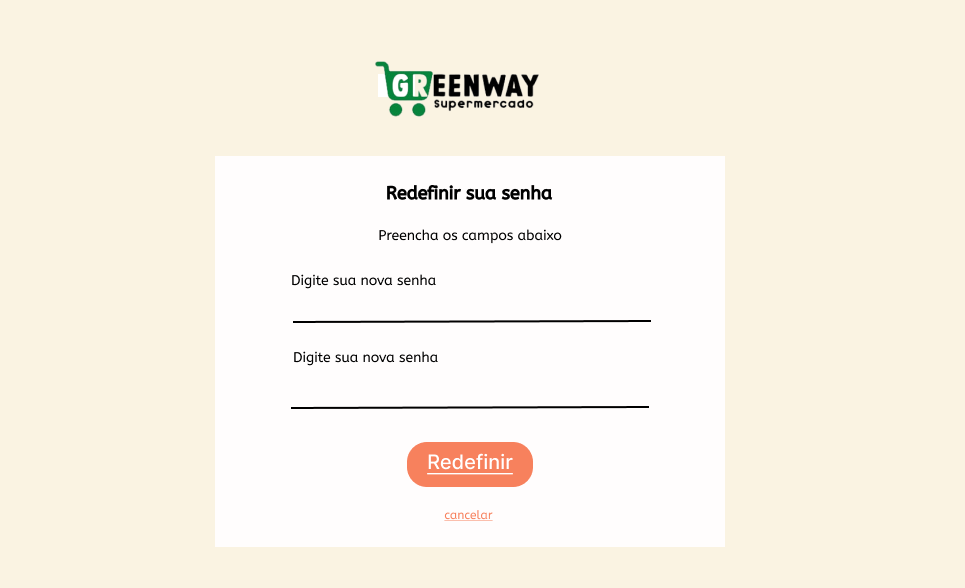 GREENWAY
supermercado
Redefinir sua senha
Preencha os campos abaixo
Digite sua nova senha
Digite sua nova senha
Redefinir
cancelar